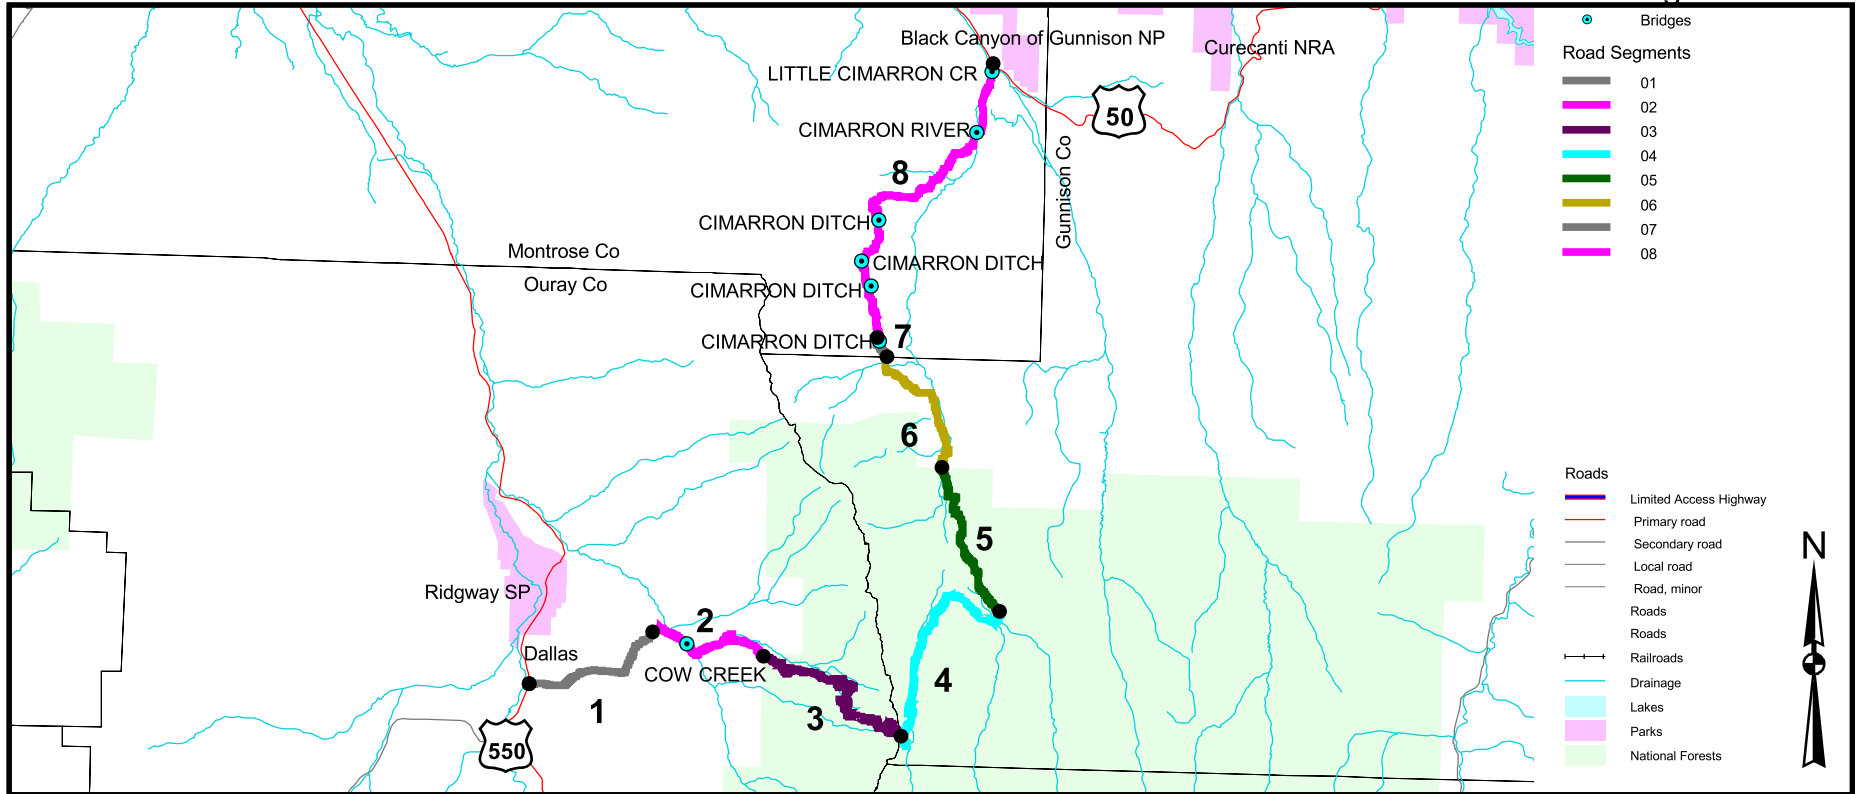 Bridges
Black Canyon of Gunnison NP
Curecanti NRA
Road Segments
LITTLE CIMARRON CR
01
02
50
03
CIMARRON RIVER
04
8
05
Gunnison Co
06
CIMARRON DITCH
07
Montrose Co
08
CIMARRON DITCH
Ouray Co
CIMARRON DITCH
7
CIMARRON DITCH
6
Roads
Limited Access Highway
Primary road
5
Secondary road
N
Local road
Ridgway SP
Road, minor
Roads
2
Roads
Dallas
Railroads
COW CREEK
4
Drainage
1
3
Lakes
Parks
550
National Forests